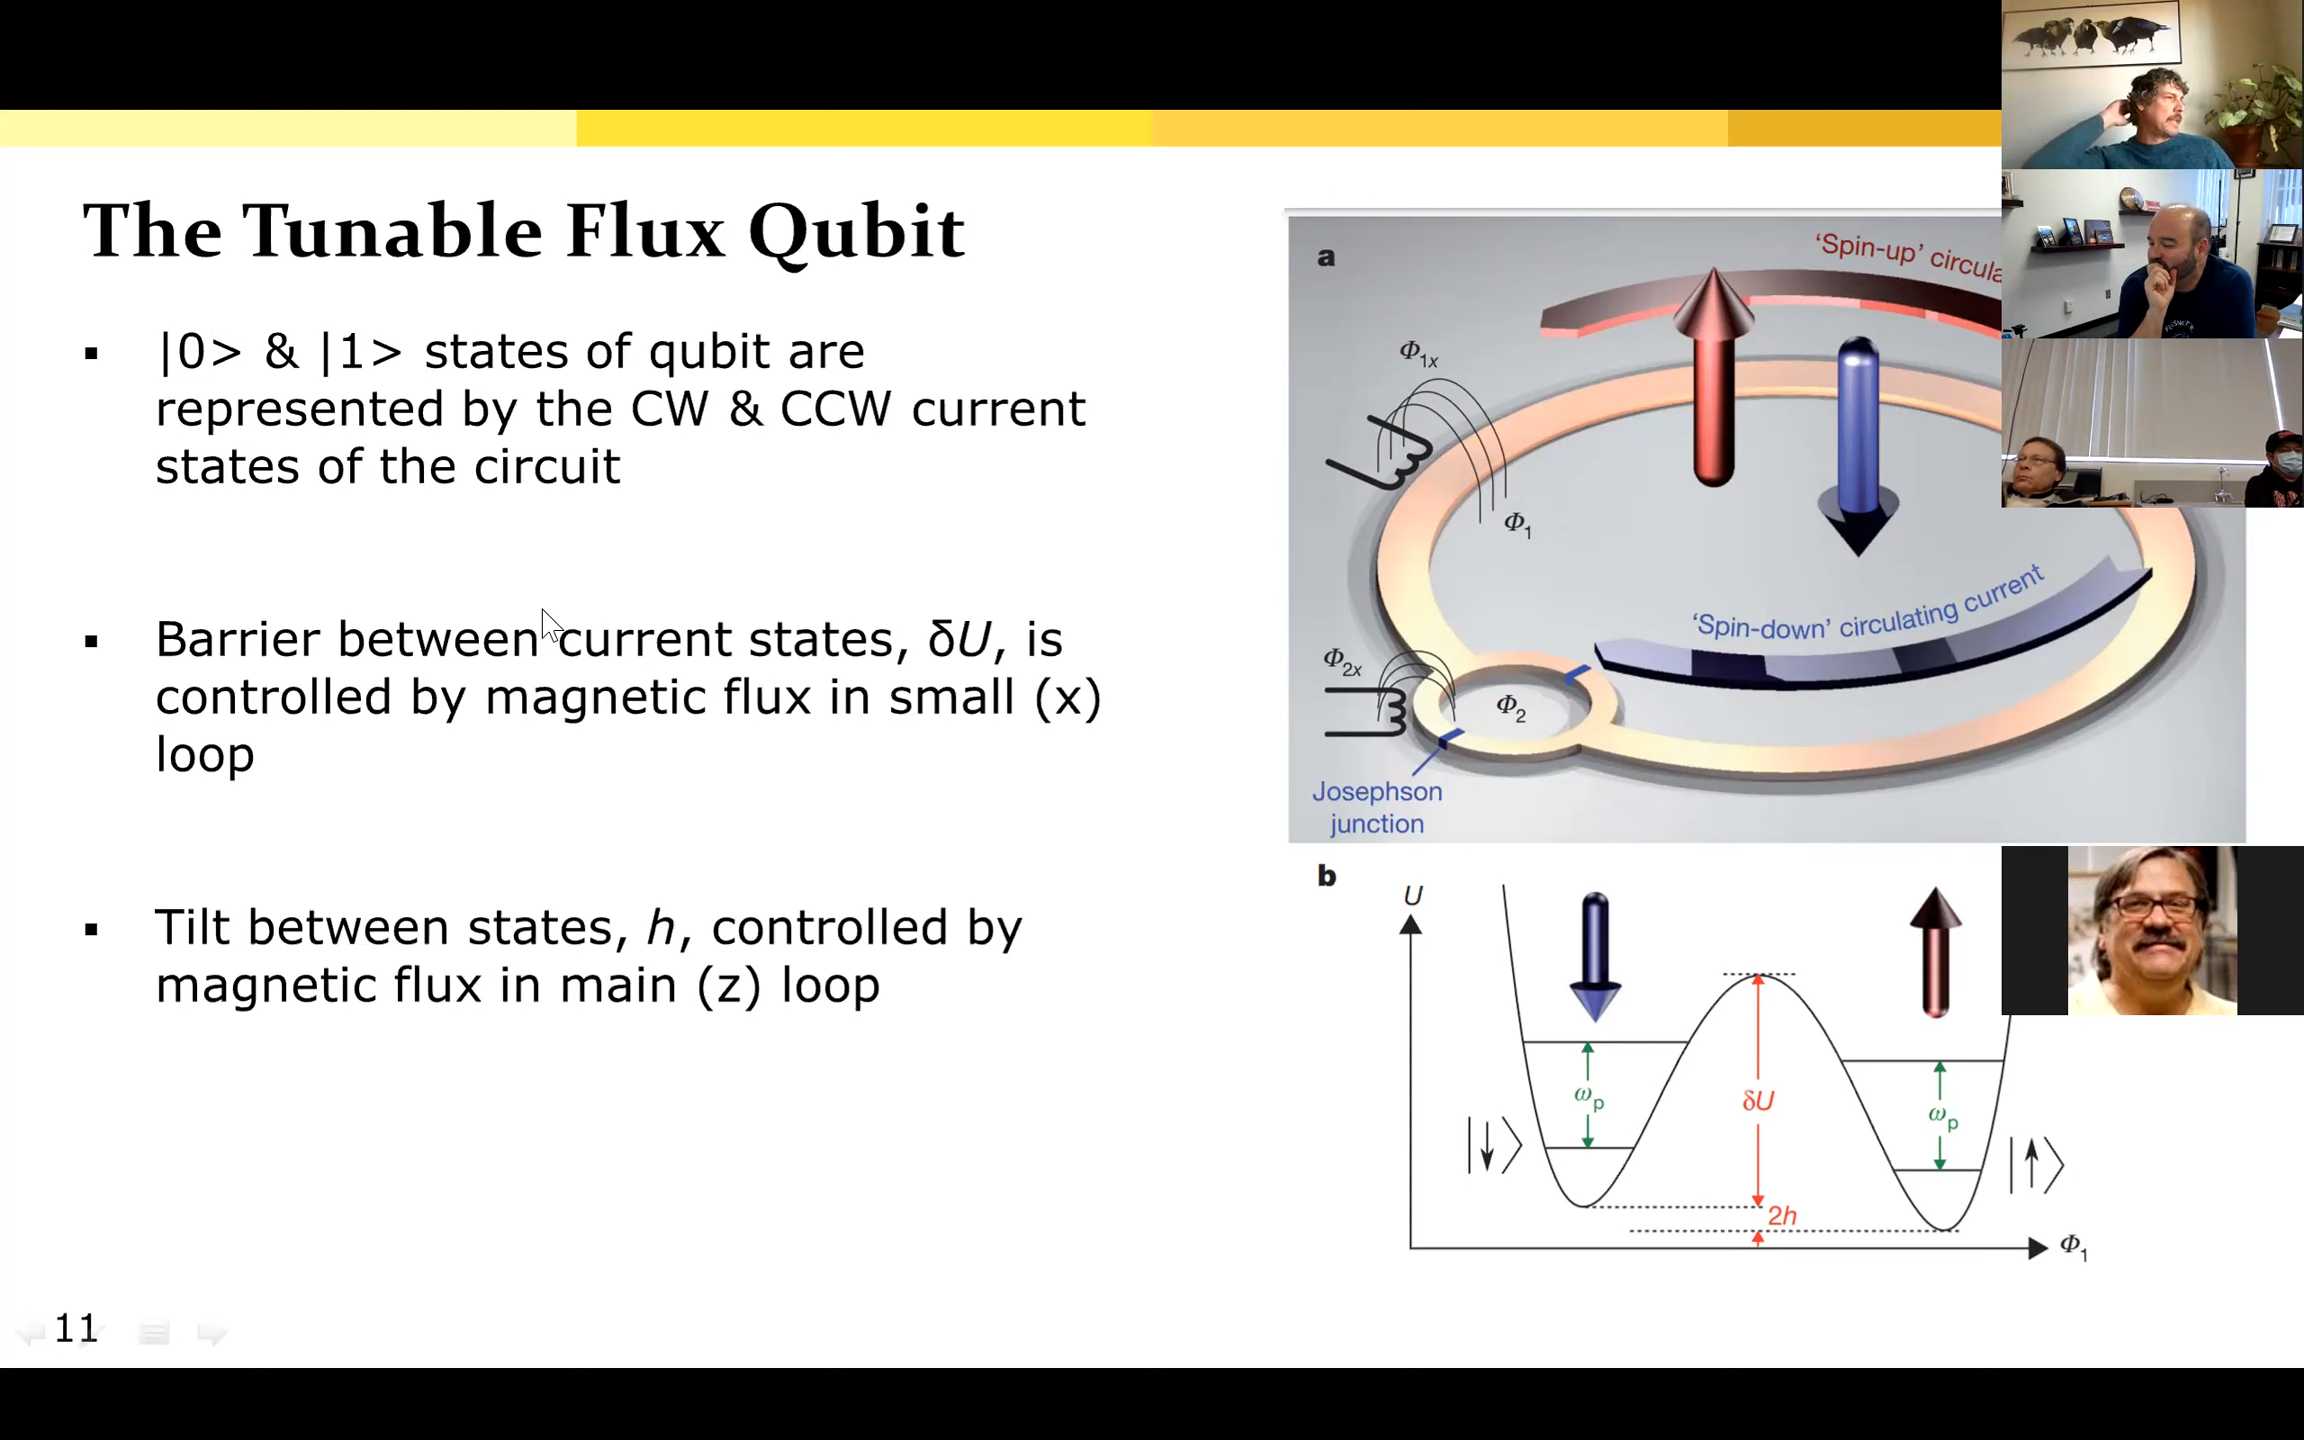 The Tunable Flux Qubit
▪ |0> & |1> states of qubit are
represented by the CW & CCW current
states of the circuit
▪ Barrier between current states, δU, is
controlled by magnetic flux in small (x)
loop
▪ Tilt between states, h, controlled by
magnetic flux in main (z) loop
11
a
'Spin-up' circula
Φ1x
Φ1
'Spin-down' circulating current
Φ2x
Φ2
Josephson
junction
b
U
ωp
δU
ωp
|↓⟩
|↑⟩
2h
Φ1